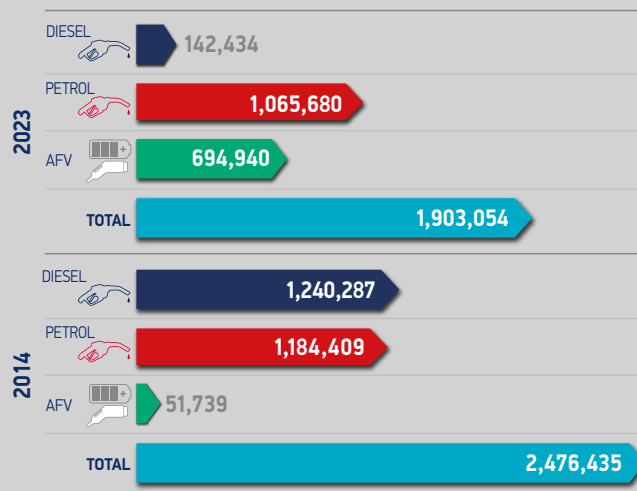 2023
DIESEL
142,434
PETROL
1,065,680
AFV
694,940
TOTAL
1,903,054
2014
DIESEL
1,240,287
PETROL
1,184,409
AFV
51,739
TOTAL
2,476,435